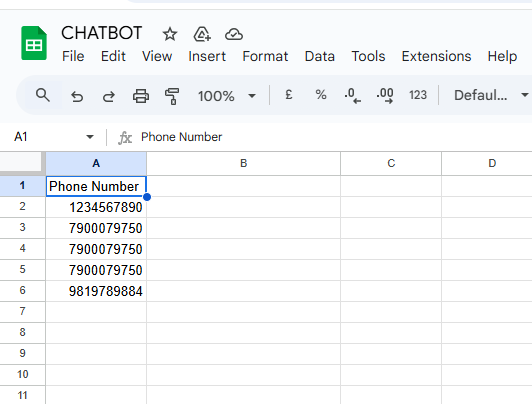 CHATBOT
File Edit View Insert Format Data Tools Extensions Help
100% £ % .0 .00 123 Defaul...
A1 fx Phone Number
A B C D
1 Phone Number
2 1234567890
3 7900079750
4 7900079750
5 7900079750
6 9819789884
7
8
9
10
11